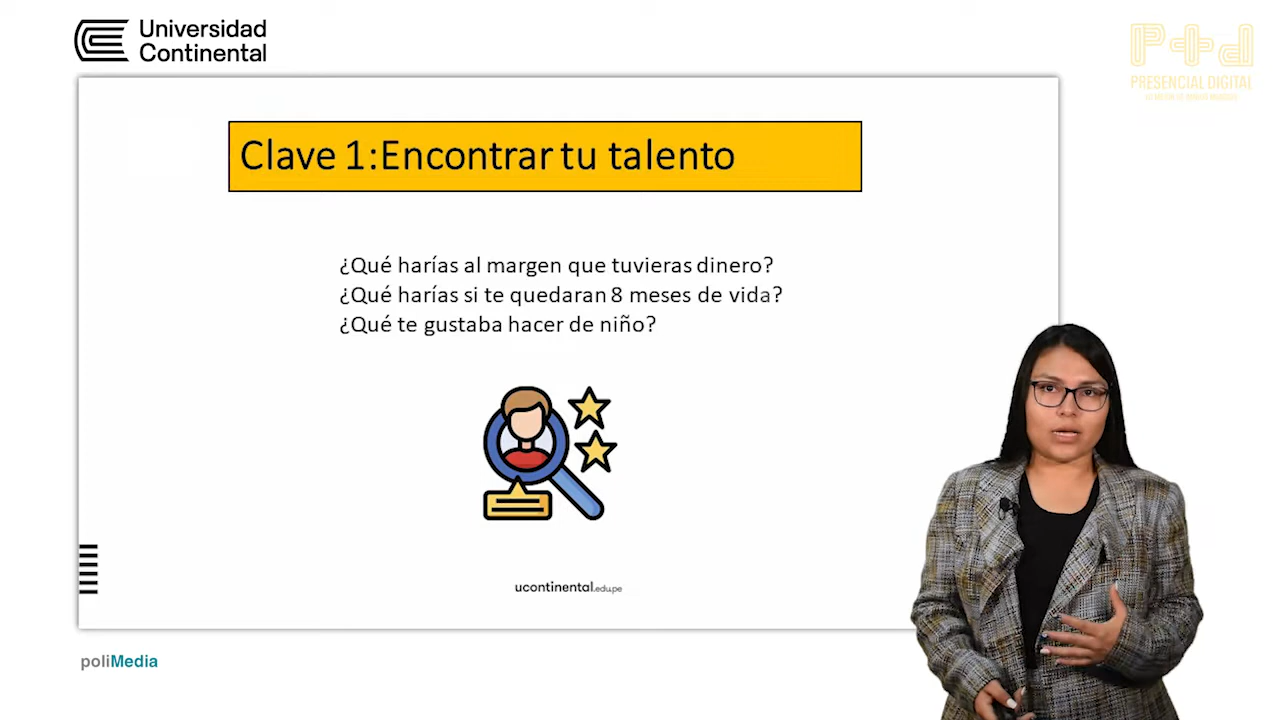 Universidad
Continental
P+d
PRESENCIAL DIGITAL
Clave 1:Encontrar tu talento
¿Qué harías al margen que tuvieras dinero?
¿Qué harías si te quedaran 8 meses de vida?
¿Qué te gustaba hacer de niño?
ucontinental.edu.pe
poliMedia